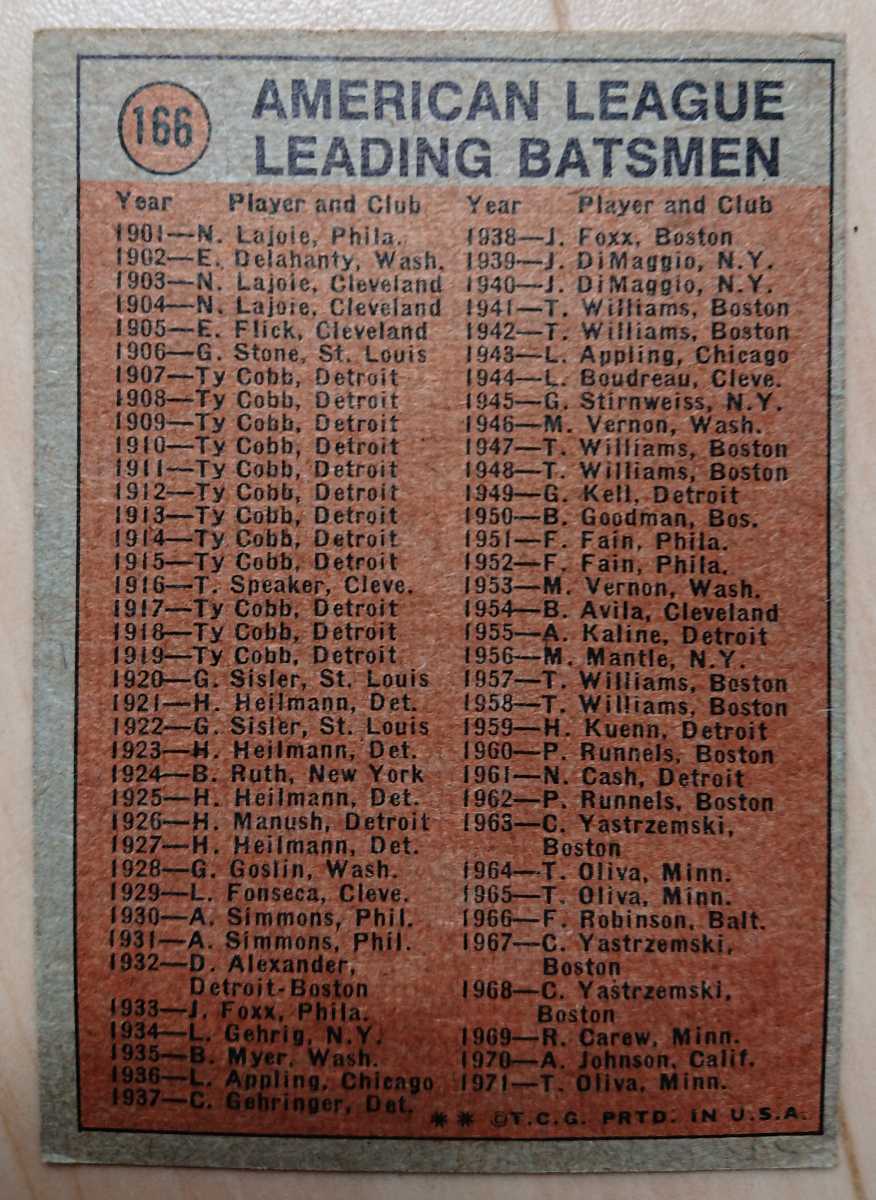 166
AMERICAN LEAGUE
LEADING BATSMEN
Year Player and Club
1901—N. Lajoie, Phila.
1902—E. Delahanty, Wash.
1903—N. Lajoie, Cleveland
1904—N. Lajoie, Cleveland
1905—E. Flick, Cleveland
1906—G. Stone, St. Louis
1907—Ty Cobb, Detroit
1908—Ty Cobb, Detroit
1909—Ty Cobb, Detroit
1910—Ty Cobb, Detroit
1911—Ty Cobb, Detroit
1912—Ty Cobb, Detroit
1913—Ty Cobb, Detroit
1914—Ty Cobb, Detroit
1915—Ty Cobb, Detroit
1916—T. Speaker, Cleve.
1917—Ty Cobb, Detroit
1918—Ty Cobb, Detroit
1919—Ty Cobb, Detroit
1920—G. Sisler, St. Louis
1921—H. Heilmann, Det.
1922—G. Sisler, St. Louis
1923—H. Heilmann, Det.
1924—B. Ruth, New York
1925—H. Heilmann, Det.
1926—H. Manush, Detroit
1927—H. Heilmann, Det.
1928—G. Goslin, Wash.
1929—L. Fonseca, Cleve.
1930—A. Simmons, Phil.
1931—A. Simmons, Phil.
1932—D. Alexander,
Detroit-Boston
1933—J. Foxx, Phila.
1934—L. Gehrig, N.Y.
1935—B. Myer, Wash.
1936—L. Appling, Chicago
1937—C. Gehringer, Det.
Year Player and Club
1938—J. Foxx, Boston
1939—J. DiMaggio, N.Y.
1940—J. DiMaggio, N.Y.
1941—T. Williams, Boston
1942—T. Williams, Boston
1943—L. Appling, Chicago
1944—L. Boudreau, Cleve.
1945—G. Stirnweiss, N.Y.
1946—M. Vernon, Wash.
1947—T. Williams, Boston
1948—T. Williams, Boston
1949—G. Kell, Detroit
1950—B. Goodman, Bos.
1951—F. Fain, Phila.
1952—F. Fain, Phila.
1953—M. Vernon, Wash.
1954—B. Avila, Cleveland
1955—A. Kaline, Detroit
1956—M. Mantle, N.Y.
1957—T. Williams, Boston
1958—T. Williams, Boston
1959—H. Kuenn, Detroit
1960—P. Runnels, Boston
1961—N. Cash, Detroit
1962—P. Runnels, Boston
1963—C. Yastrzemski,
Boston
1964—T. Oliva, Minn.
1965—T. Oliva, Minn.
1966—F. Robinson, Balt.
1967—C. Yastrzemski,
Boston
1968—C. Yastrzemski,
Boston
1969—R. Carew, Minn.
1970—A. Johnson, Calif.
1971—T. Oliva, Minn.
** ©T.C.G. PRTD. IN U.S.A.